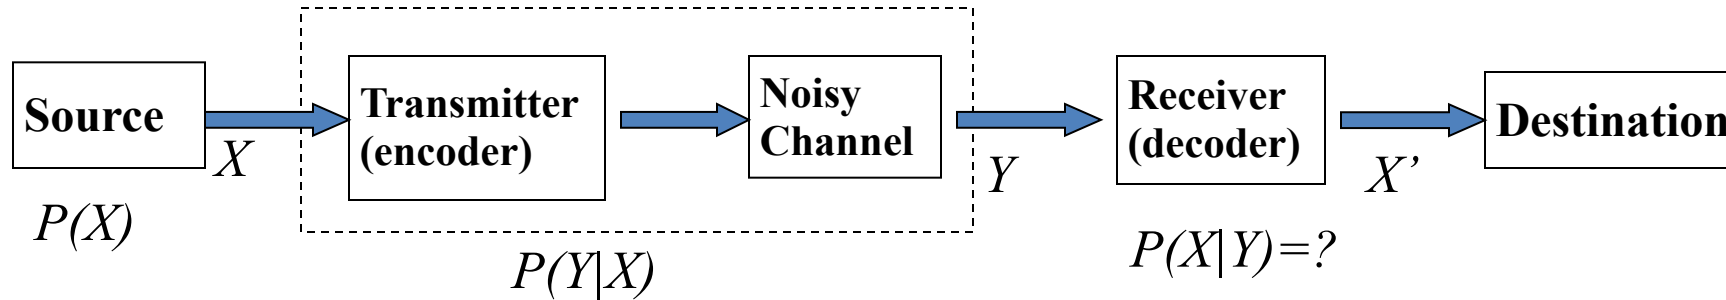 Source
X
P(X)
Transmitter
(encoder)
Noisy
Channel
P(Y|X)
Y
Receiver
(decoder)
P(X|Y)=?
X’
Destination